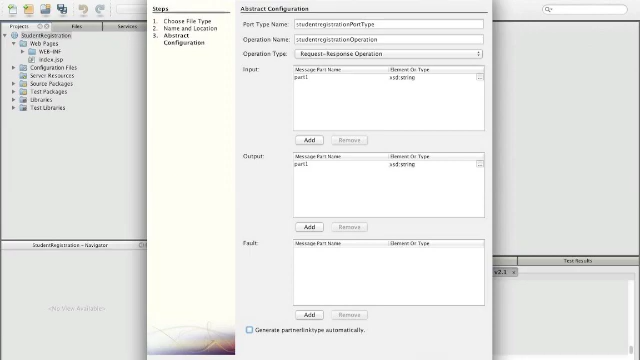 Steps
1. Choose File Type
2. Name and Location
3. Abstract
Configuration
Abstract Configuration
Port Type Name: studentregistrationPortType
Operation Name: studentregistrationOperation
Operation Type: Request-Response Operation
Input:
Message Part Name Element Or Type
part1 xsd:string
Add Remove
Output:
Message Part Name Element Or Type
part1 xsd:string
Add Remove
Fault:
Message Part Name Element Or Type
Add Remove
Generate partnerlinktype automatically.
Projects Files Services
StudentRegistration
Web Pages
WEB-INF
index.jsp
Configuration Files
Server Resources
Source Packages
Test Packages
Libraries
Test Libraries
StudentRegistration - Navigator
<No View Available>
Test Results
v2.1